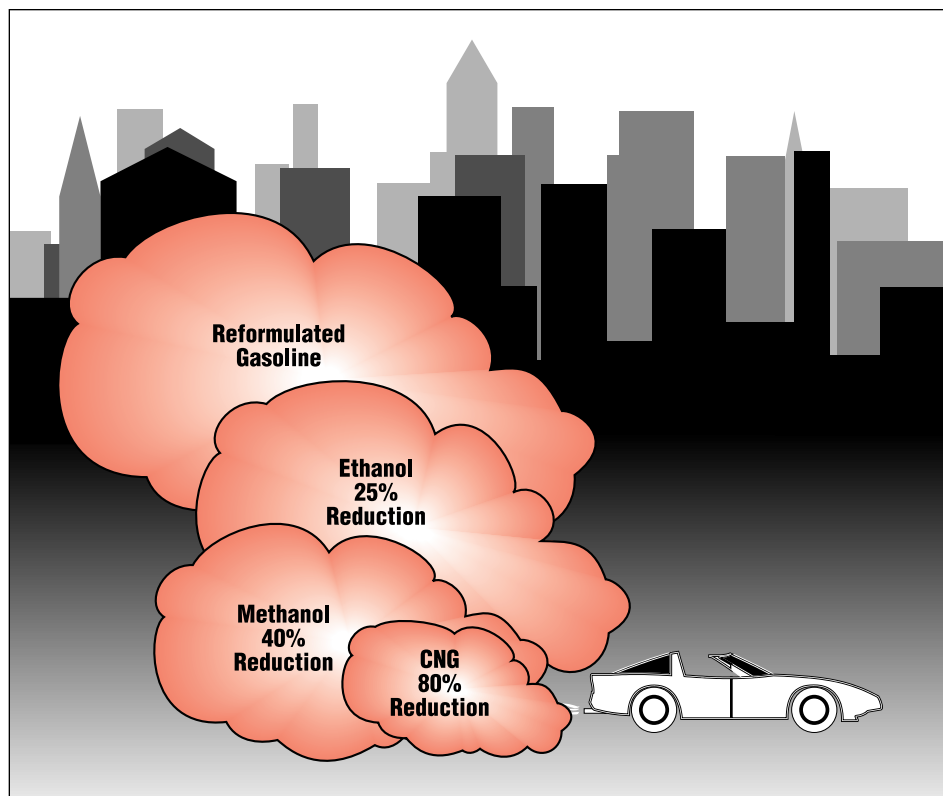 Reformulated
Gasoline
Ethanol
25%
Reduction
Methanol
40%
Reduction
CNG
80%
Reduction